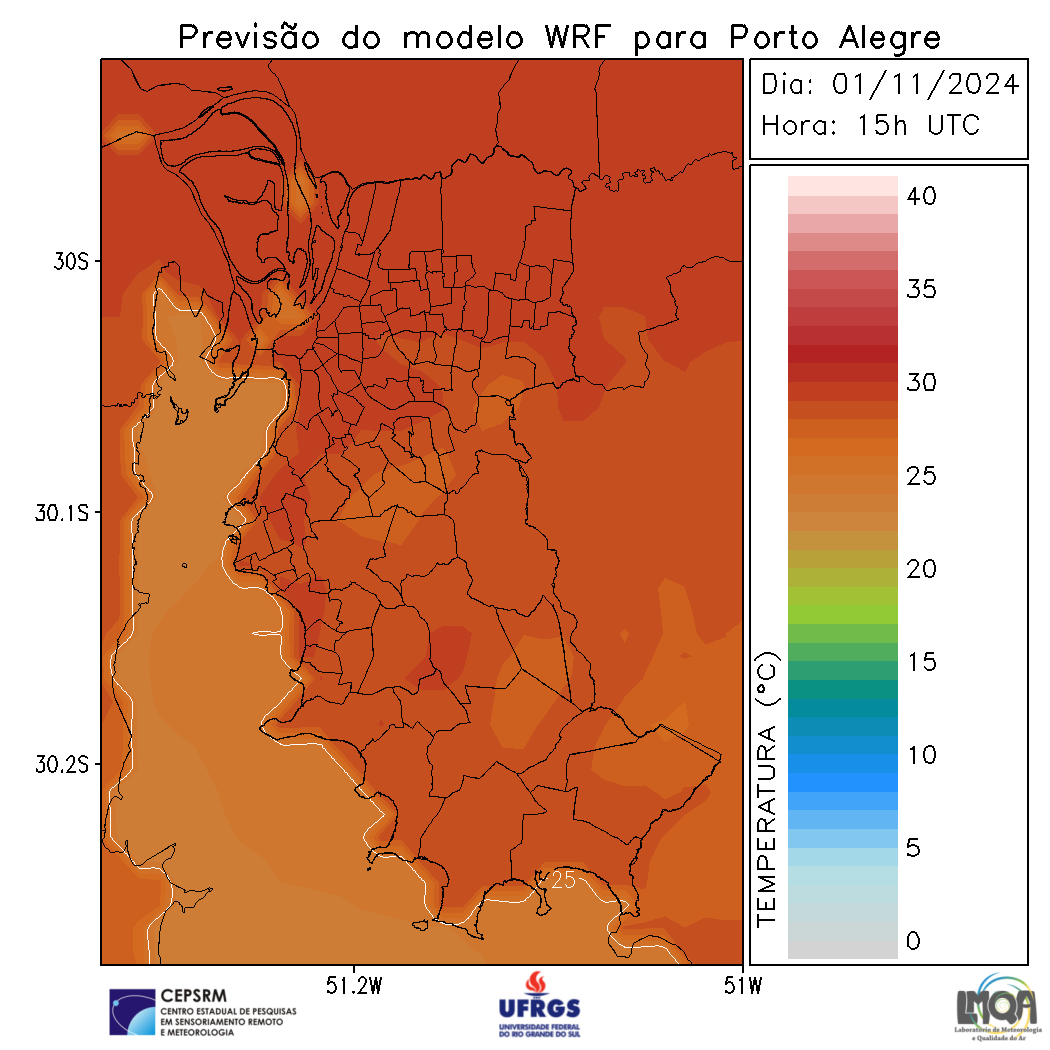 Previsão do modelo WRF para Porto Alegre
Dia: 01/11/2024
Hora: 15h UTC
40
35
30
25
20
15
10
5
0
TEMPERATURA (°C)
30S
30.1S
30.2S
25
51.2W
51W
CEPSRM
CENTRO ESTADUAL DE PESQUISAS
EM SENSORIAMENTO REMOTO
E METEOROLOGIA
UFRGS
UNIVERSIDADE FEDERAL
DO RIO GRANDE DO SUL
LMQA
Laboratório de Meteorologia
e Qualidade do Ar